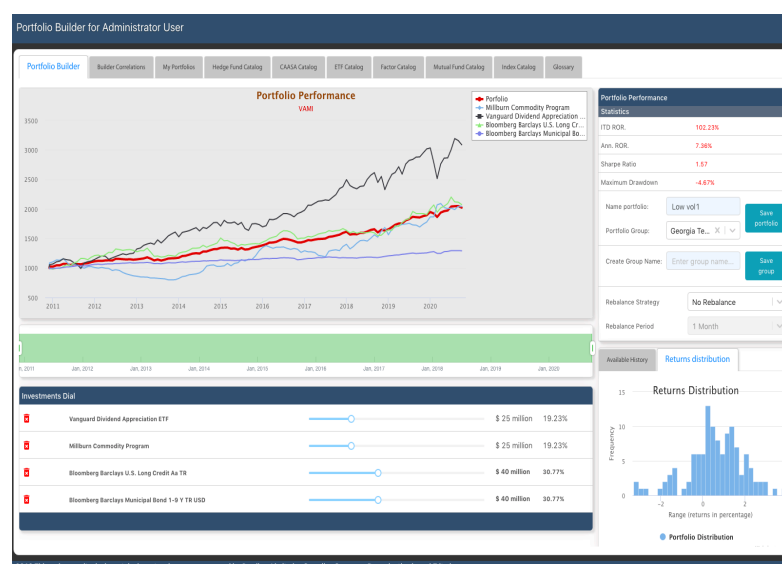 Portfolio Builder for Administrator User
Portfolio Builder
Builder Correlations
My Portfolios
Hedge Fund Catalog
CAASA Catalog
ETF Catalog
Factor Catalog
Mutual Fund Catalog
Index Catalog
Glossary
Portfolio Performance
VAMI
Porfolio
Millburn Commodity Program
Vanguard Dividend Appreciation ...
Bloomberg Barclays U.S. Long Cr...
Bloomberg Barclays Municipal Bo...
3500
3000
2500
2000
1500
1000
500
2011 2012 2013 2014 2015 2016 2017 2018 2019 2020
n, 2011 Jan, 2012 Jan, 2013 Jan, 2014 Jan, 2015 Jan, 2016 Jan, 2017 Jan, 2018 Jan, 2019 Jan, 2020
Investments Dial
Vanguard Dividend Appreciation ETF $ 25 million 19.23%
Millburn Commodity Program $ 25 million 19.23%
Bloomberg Barclays U.S. Long Credit Aa TR $ 40 million 30.77%
Bloomberg Barclays Municipal Bond 1-9 Y TR USD $ 40 million 30.77%
Portfolio Performance
Statistics
ITD ROR. 102.23%
Ann. ROR. 7.36%
Sharpe Ratio 1.57
Maximum Drawdown -4.67%
Name portfolio: Low vol1
Save portfolio
Portfolio Group: Georgia Te... X
Create Group Name: Enter group name...
Save group
Rebalance Strategy No Rebalance
Rebalance Period 1 Month
Available History
Returns distribution
Returns Distribution
Frequency
15
10
5
0
-2 0 2
Range (returns in percentage)
Portfolio Distribution